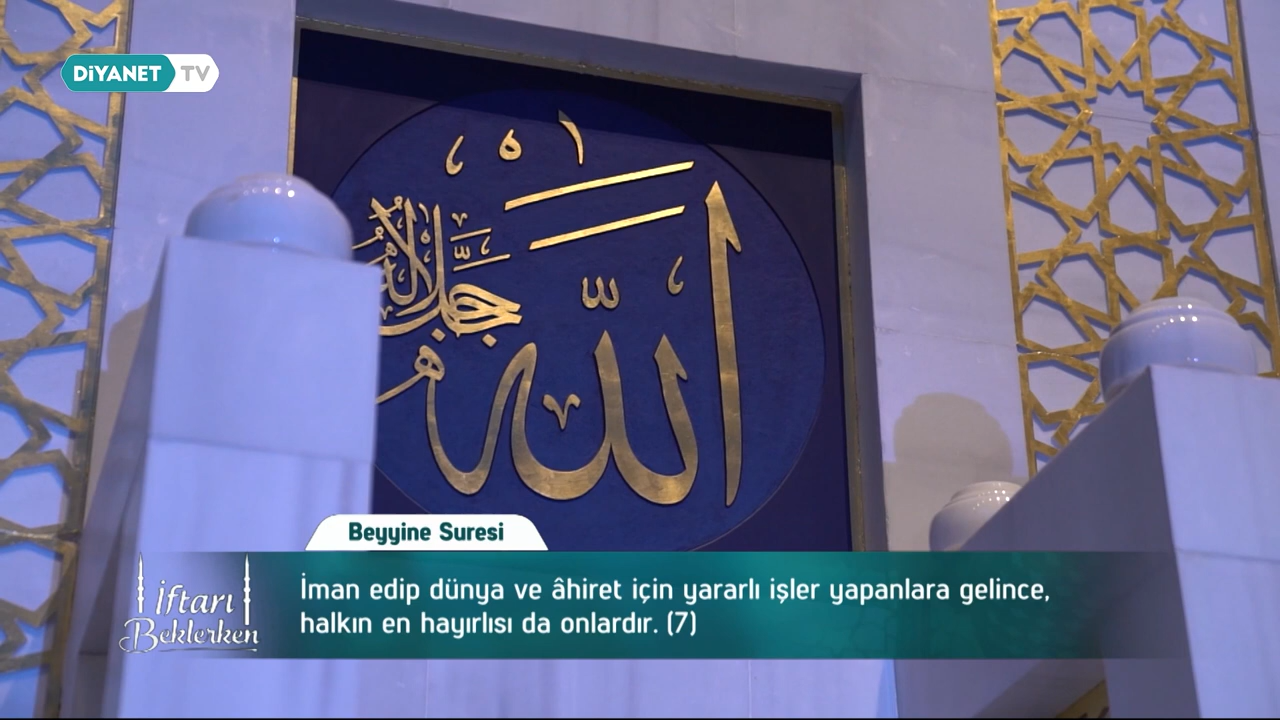 DİYANET TV
الله
جل جلاله
Beyyine Suresi
İftarı
Beklerken
İman edip dünya ve âhiret için yararlı işler yapanlara gelince,
halkın en hayırlısı da onlardır. (7)